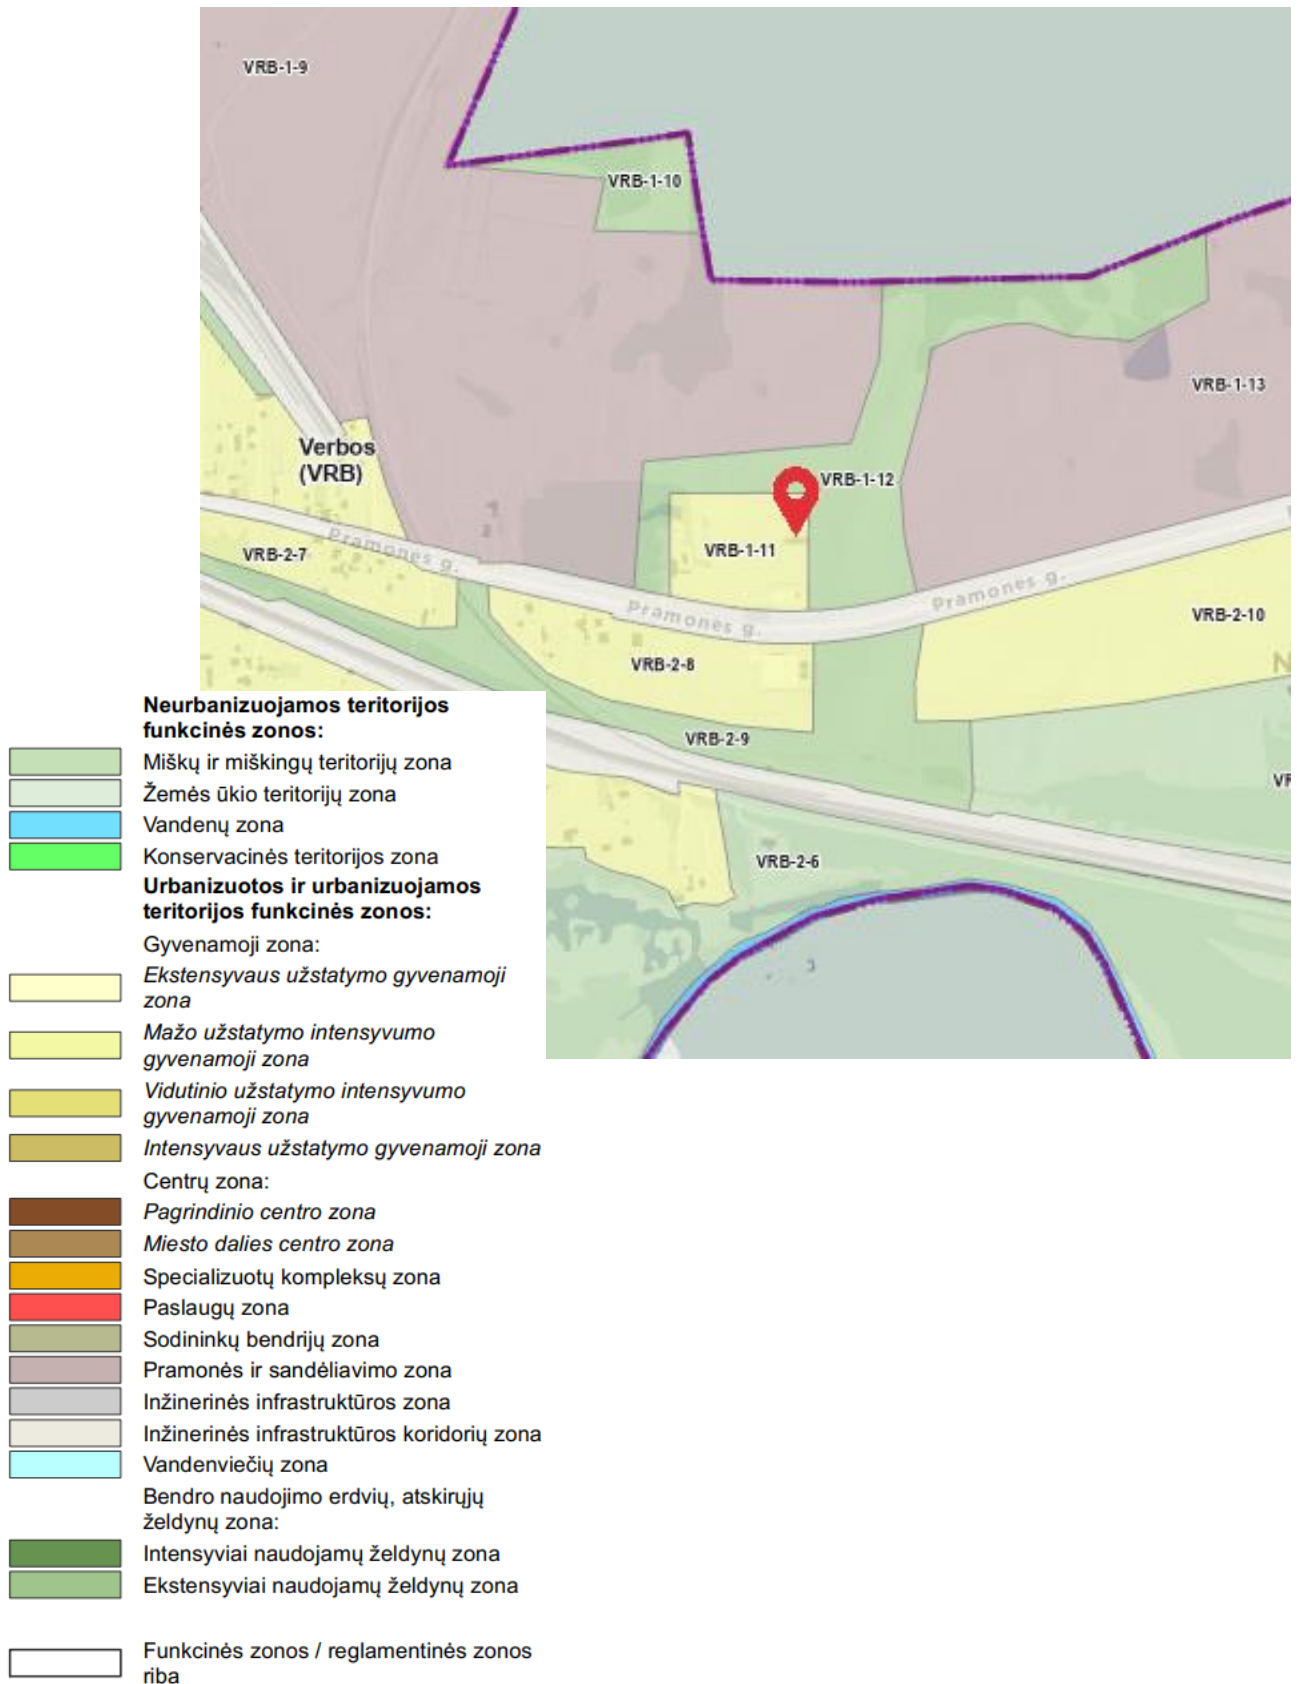 VRB-1-9
VRB-1-10
VRB-1-13
Verbos
(VRB)
VRB-1-12
VRB-1-11
VRB-2-7
Pramonės g.
Pramonės g.
Pramonės g.
VRB-2-10
VRB-2-8
N
VRB-2-9
VRB-2-6
Neurbanizuojamos teritorijos
funkcinės zonos:
Miškų ir miškingų teritorijų zona
Žemės ūkio teritorijų zona
Vandenų zona
Konservacinės teritorijos zona
Urbanizuotos ir urbanizuojamos
teritorijos funkcinės zonos:
Gyvenamoji zona:
Ekstensyvaus užstatymo gyvenamoji
zona
Mažo užstatymo intensyvumo
gyvenamoji zona
Vidutinio užstatymo intensyvumo
gyvenamoji zona
Intensyvaus užstatymo gyvenamoji zona
Centrų zona:
Pagrindinio centro zona
Miesto dalies centro zona
Specializuotų kompleksų zona
Paslaugų zona
Sodininkų bendrijų zona
Pramonės ir sandėliavimo zona
Inžinerinės infrastruktūros zona
Inžinerinės infrastruktūros koridorių zona
Vandenviečių zona
Bendro naudojimo erdvių, atskirųjų
želdynų zona:
Intensyviai naudojamų želdynų zona
Ekstensyviai naudojamų želdynų zona
Funkcinės zonos / reglamentinės zonos
riba